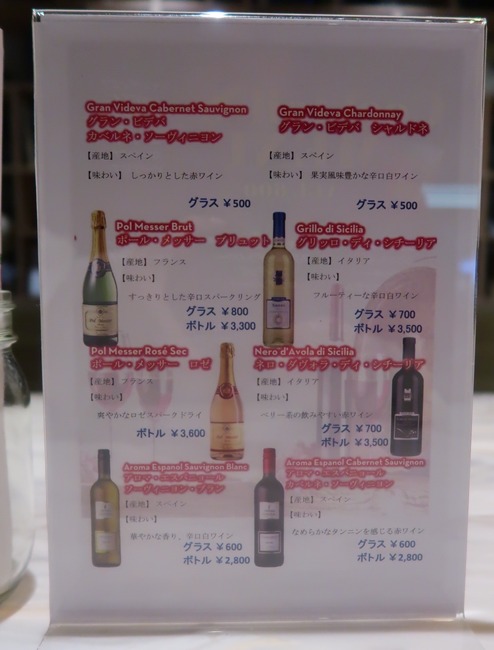 Gran Videva Cabernet Sauvignon
グラン・ビデバ
カベルネ・ソーヴィニヨン
【産地】スペイン
【味わい】 しっかりとした赤ワイン
グラス ¥500
Gran Videva Chardonnay
グラン・ビデバ シャルドネ
【産地】 スペイン
【味わい】 果実風味豊かな辛口白ワイン
グラス ¥500
Pol Messer Brut
ポール・メッサー ブリュット
【産地】フランス
【味わい】
すっきりとした辛口スパークリング
グラス ¥800
ボトル ¥3,300
Grillo di Sicilia
グリッロ・ディ・シチーリア
【産地】 イタリア
【味わい】
フルーティーな辛口白ワイン
グラス ¥700
ボトル ¥3,500
Pol Messer Rosé Sec
ポール・メッサー ロゼ
【産地】 フランス
【味わい】
爽やかなロゼスパークドライ
ボトル ¥3,600
Nero d'Avola di Sicilia
ネロ・ダヴォラ・ディ・シチーリア
【産地】 イタリア
【味わい】
ベリー系の飲みやすい赤ワイン
グラス ¥700
ボトル ¥3,500
Aroma Espanol Sauvignon Blanc
アロマ・エスパニョール
ソーヴィニヨン・ブラン
【産地】 スペイン
【味わい】
華やかな香り、辛口白ワイン
グラス ¥600
ボトル ¥2,800
Aroma Espanol Cabernet Sauvignon
アロマ・エスパニョール
カベルネ・ソーヴィニヨン
【産地】 スペイン
【味わい】
なめらかなタンニンを感じる赤ワイン
グラス ¥600
ボトル ¥2,800